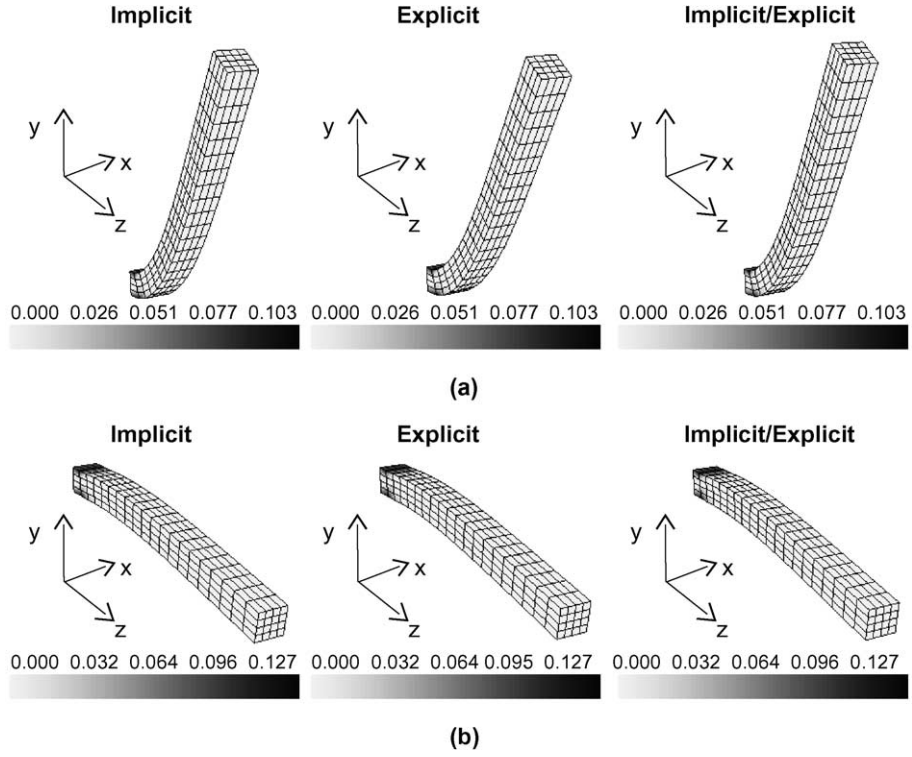 Implicit Explicit Implicit/Explicit
y x z y x z y x z
0.000 0.026 0.051 0.077 0.103 0.000 0.026 0.051 0.077 0.103 0.000 0.026 0.051 0.077 0.103
(a)
Implicit Explicit Implicit/Explicit
y x z y x z y x z
0.000 0.032 0.064 0.096 0.127 0.000 0.032 0.064 0.095 0.127 0.000 0.032 0.064 0.096 0.127
(b)